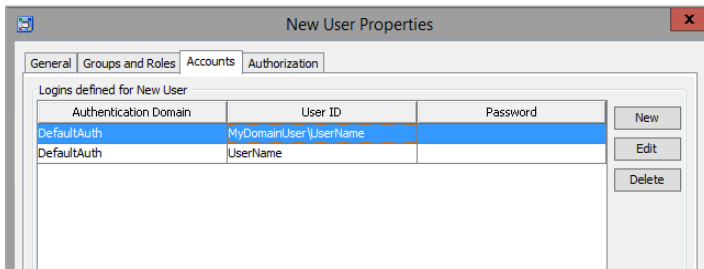 New User Properties
x
General Groups and Roles Accounts Authorization
Logins defined for New User
Authentication Domain User ID Password
New
DefaultAuth MyDomainUser\UserName
Edit
DefaultAuth UserName
Delete